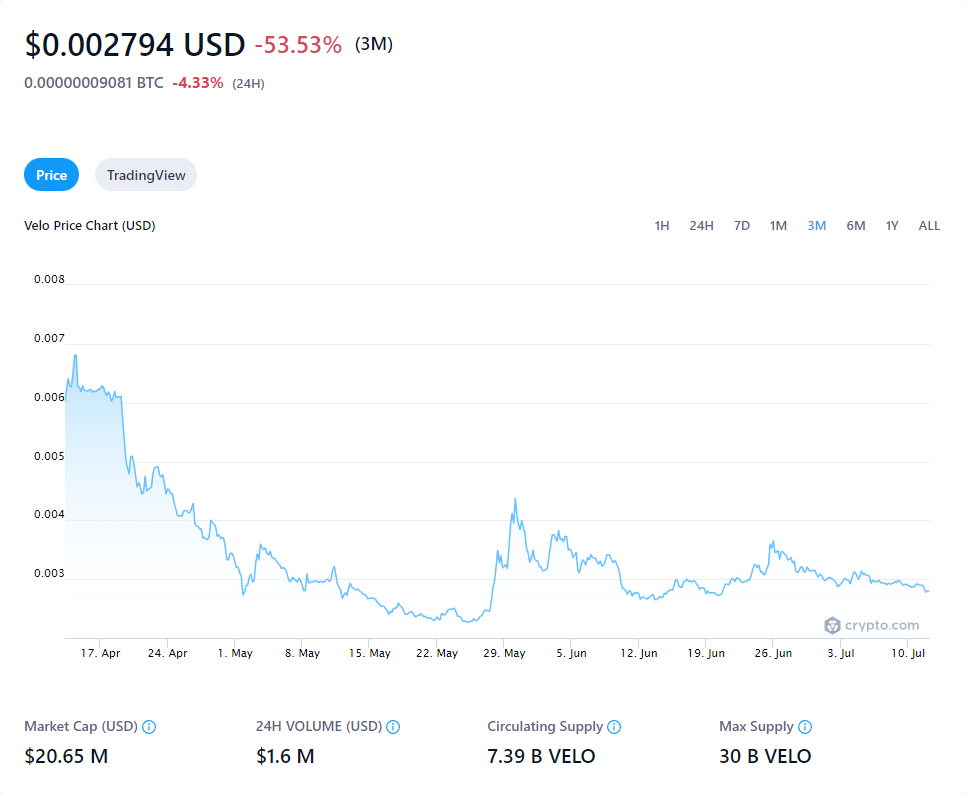 $0.002794 USD -53.53% (3M)
0.00000009081 BTC -4.33% (24H)
Price TradingView
Velo Price Chart (USD) 1H 24H 7D 1M 3M 6M 1Y ALL
0.008
0.007
0.006
0.005
0.004
0.003
crypto.com
17. Apr 24. Apr 1. May 8. May 15. May 22. May 29. May 5. Jun 12. Jun 19. Jun 26. Jun 3. Jul 10. Jul
Market Cap (USD) 24H VOLUME (USD) Circulating Supply Max Supply
$20.65 M $1.6 M 7.39 B VELO 30 B VELO